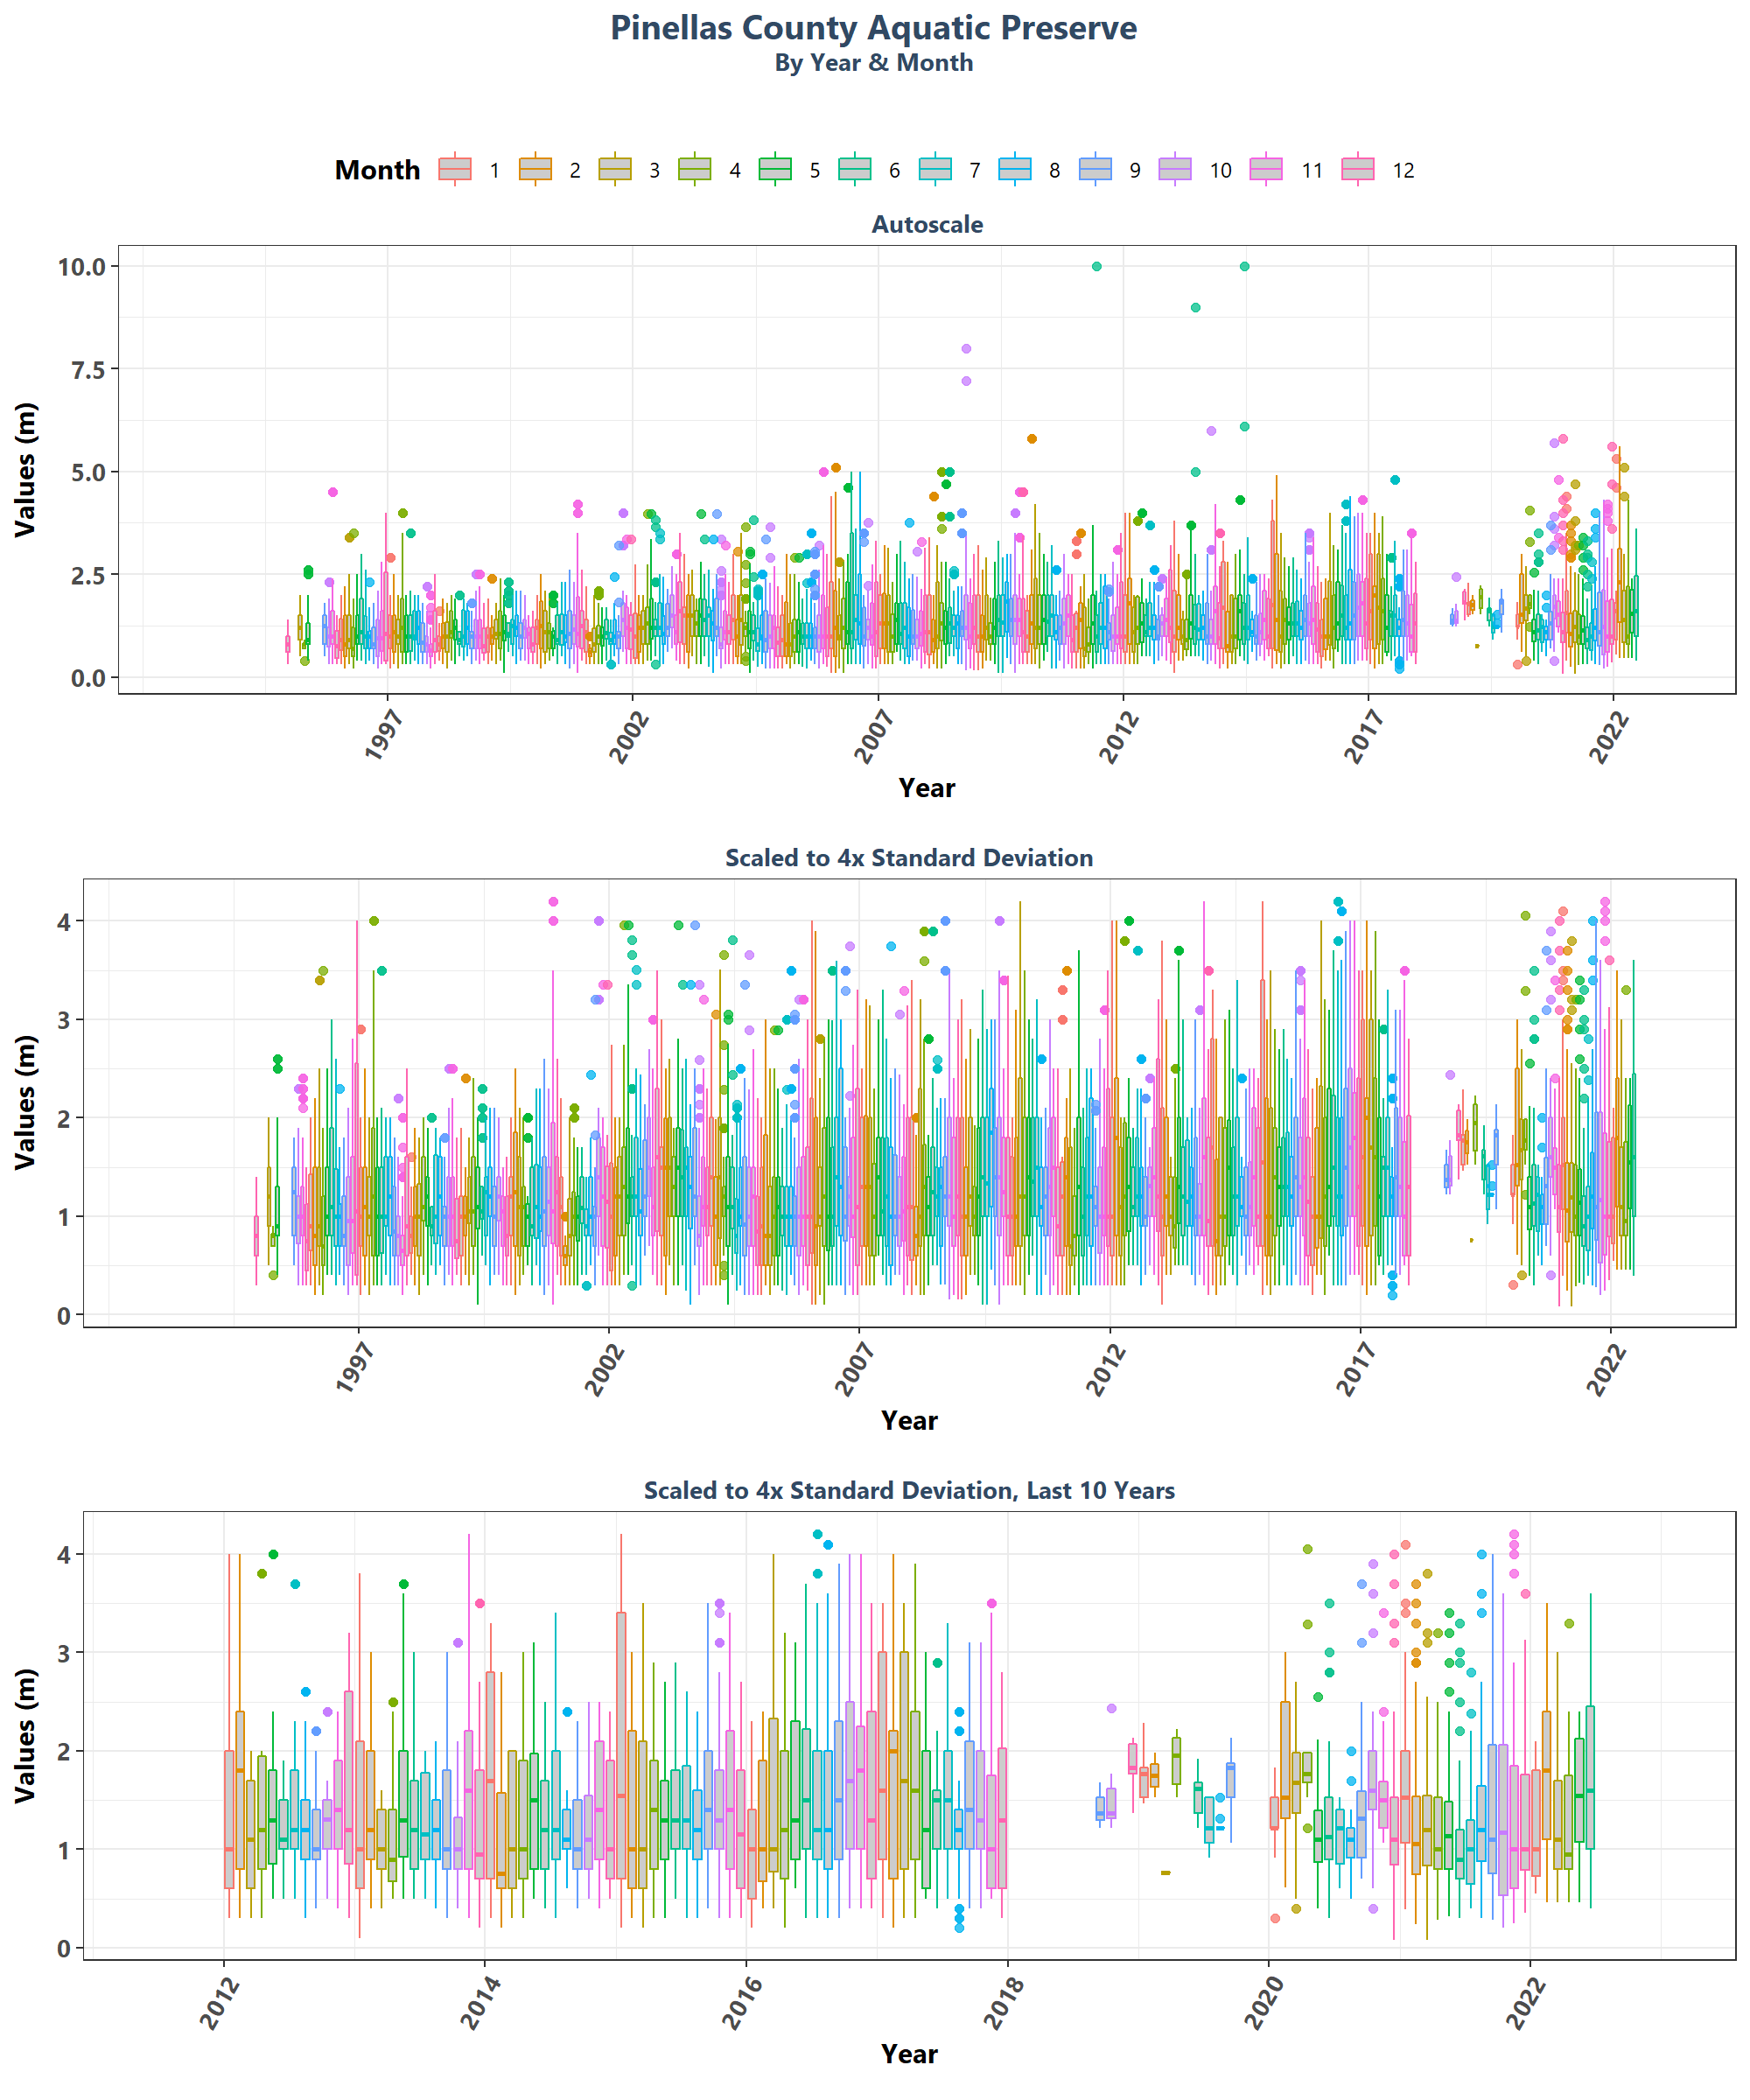 Pinellas County Aquatic Preserve
By Year & Month
Month 1 2 3 4 5 6 7 8 9 10 11 12
Autoscale
Values (m)
10.0
7.5
5.0
2.5
0.0
1997 2002 2007 2012 2017 2022
Year
Scaled to 4x Standard Deviation
Values (m)
4
3
2
1
0
1997 2002 2007 2012 2017 2022
Year
Scaled to 4x Standard Deviation, Last 10 Years
Values (m)
4
3
2
1
0
2012 2014 2016 2018 2020 2022
Year